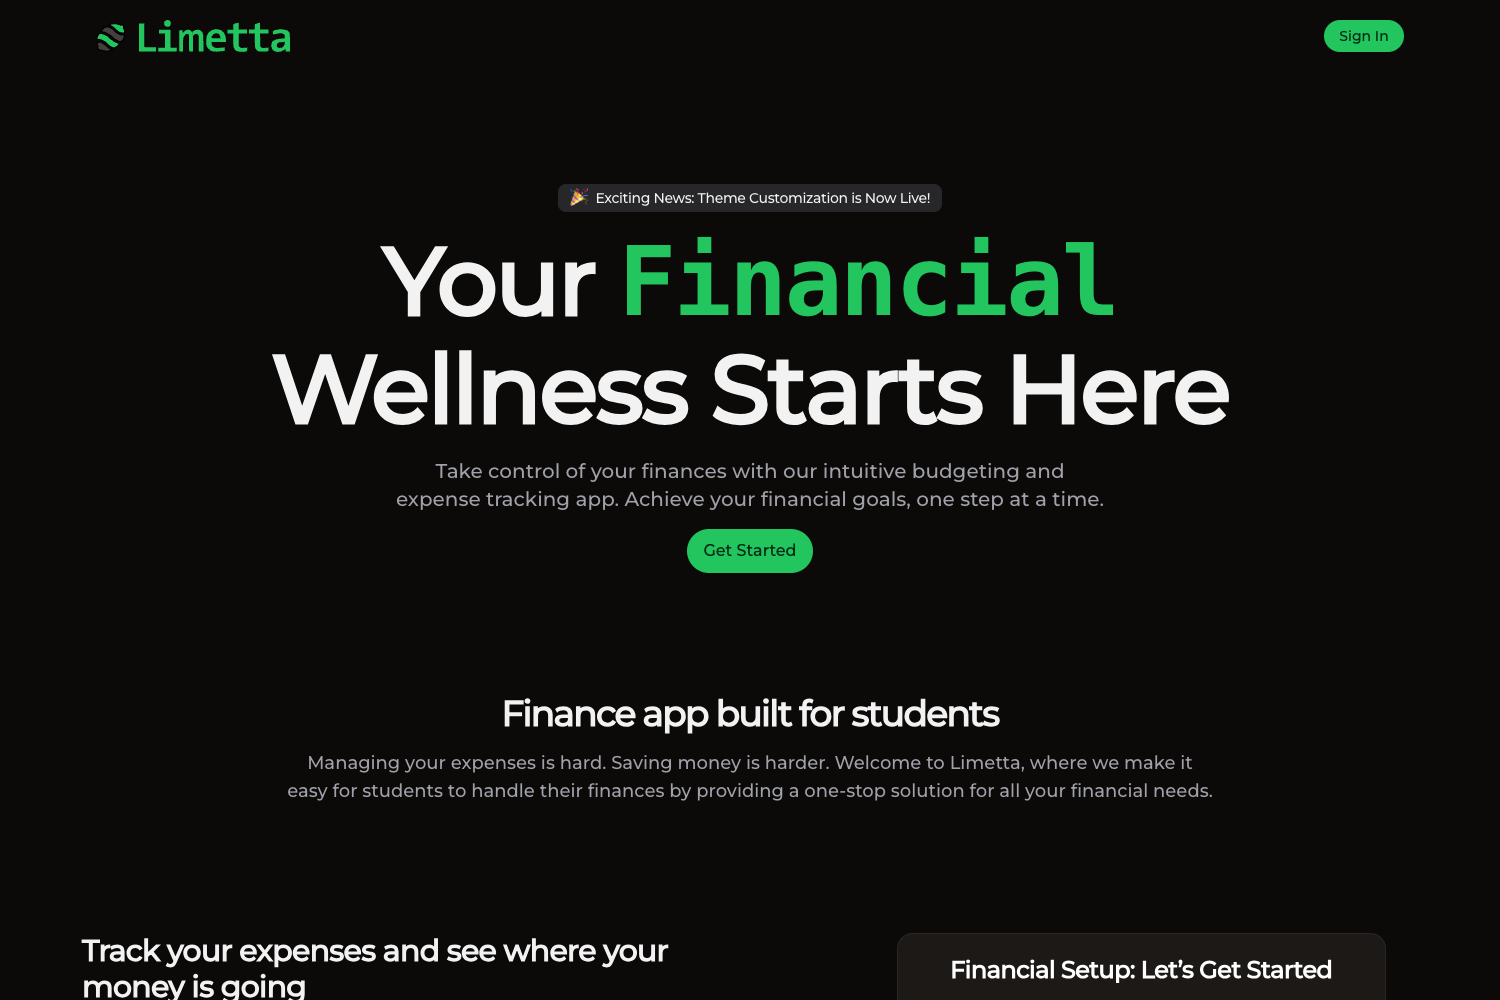 Limetta
Sign In
🎉 Exciting News: Theme Customization is Now Live!
Your Financial
Wellness Starts Here
Take control of your finances with our intuitive budgeting and
expense tracking app. Achieve your financial goals, one step at a time.
Get Started
Finance app built for students
Managing your expenses is hard. Saving money is harder. Welcome to Limetta, where we make it
easy for students to handle their finances by providing a one-stop solution for all your financial needs.
Track your expenses and see where your
money is going
Financial Setup: Let’s Get Started